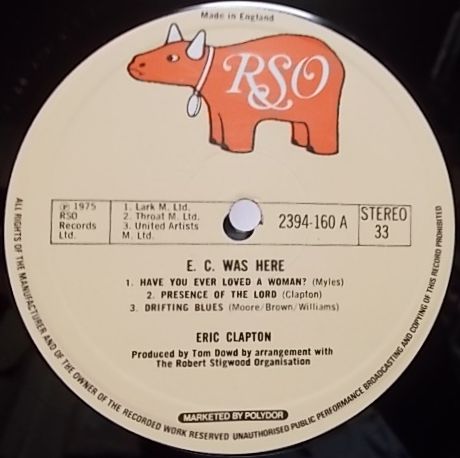 Made in England
RSO
℗ 1975
RSO
Records
Ltd.
1. Lark M. Ltd.
2. Throat M. Ltd.
3. United Artists
M. Ltd.
2394-160 A
STEREO
33
E. C. WAS HERE
1. HAVE YOU EVER LOVED A WOMAN? (Myles)
2. PRESENCE OF THE LORD (Clapton)
3. DRIFTING BLUES (Moore/Brown/Williams)
ERIC CLAPTON
Produced by Tom Dowd by arrangement with
The Robert Stigwood Organisation
MARKETED BY POLYDOR
ALL RIGHTS OF THE MANUFACTURER AND OF THE OWNER OF THE RECORDED WORK RESERVED UNAUTHORISED PUBLIC PERFORMANCE BROADCASTING AND COPYING OF THIS RECORD PROHIBITED